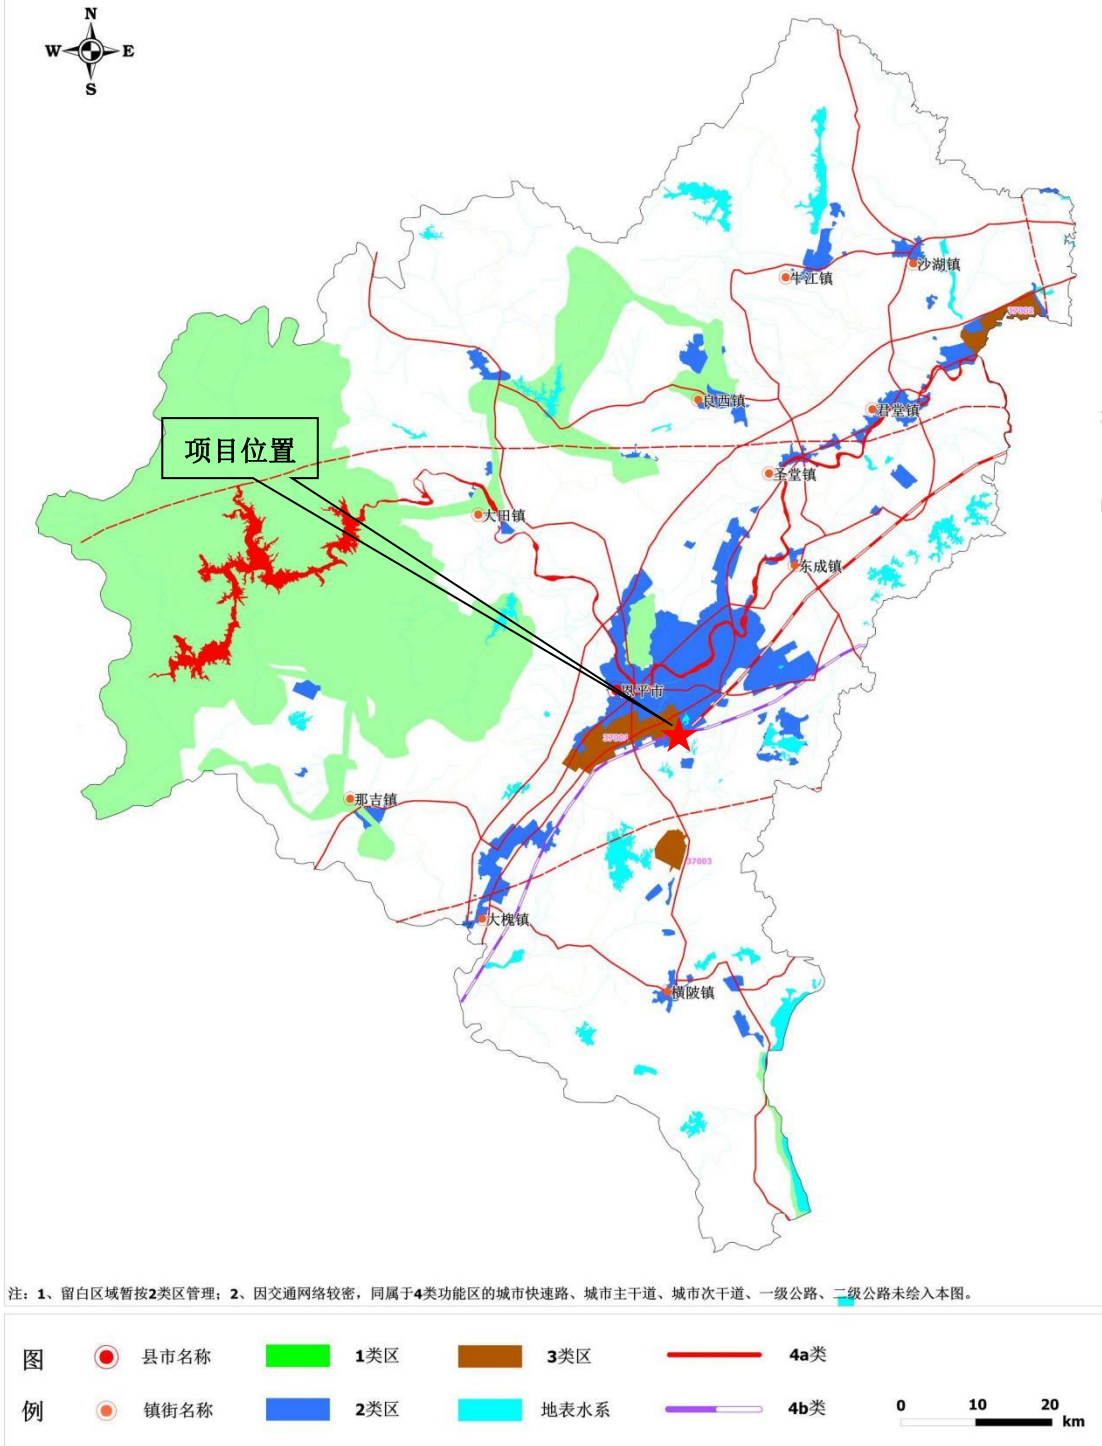 N
W E
S
沙湖镇
牛江镇
37002
良西镇
君堂镇
项目位置
圣堂镇
大田镇
东成镇
恩平市
37001
那吉镇
37003
大槐镇
横陂镇
注：1、留白区域暂按2类区管理；2、因交通网络较密，同属于4类功能区的城市快速路、城市主干道、城市次干道、一级公路、二级公路未绘入本图。
图例
县市名称 1类区 3类区 4a类
镇街名称 2类区 地表水系 4b类
0 10 20
km